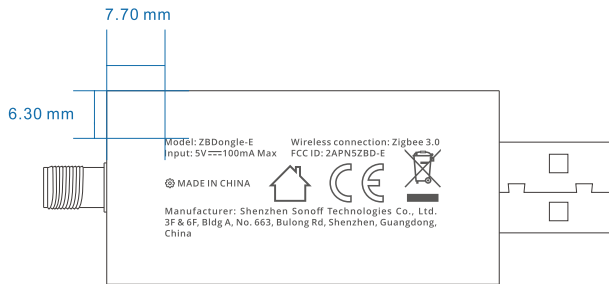 7.70 mm
6.30 mm
Model: ZBDongle-E Wireless connection: Zigbee 3.0
Input: 5V⎓100mA Max FCC ID: 2APN5ZBD-E
MADE IN CHINA
CE
Manufacturer: Shenzhen Sonoff Technologies Co., Ltd.
3F & 6F, Bldg A, No. 663, Bulong Rd, Shenzhen, Guangdong,
China